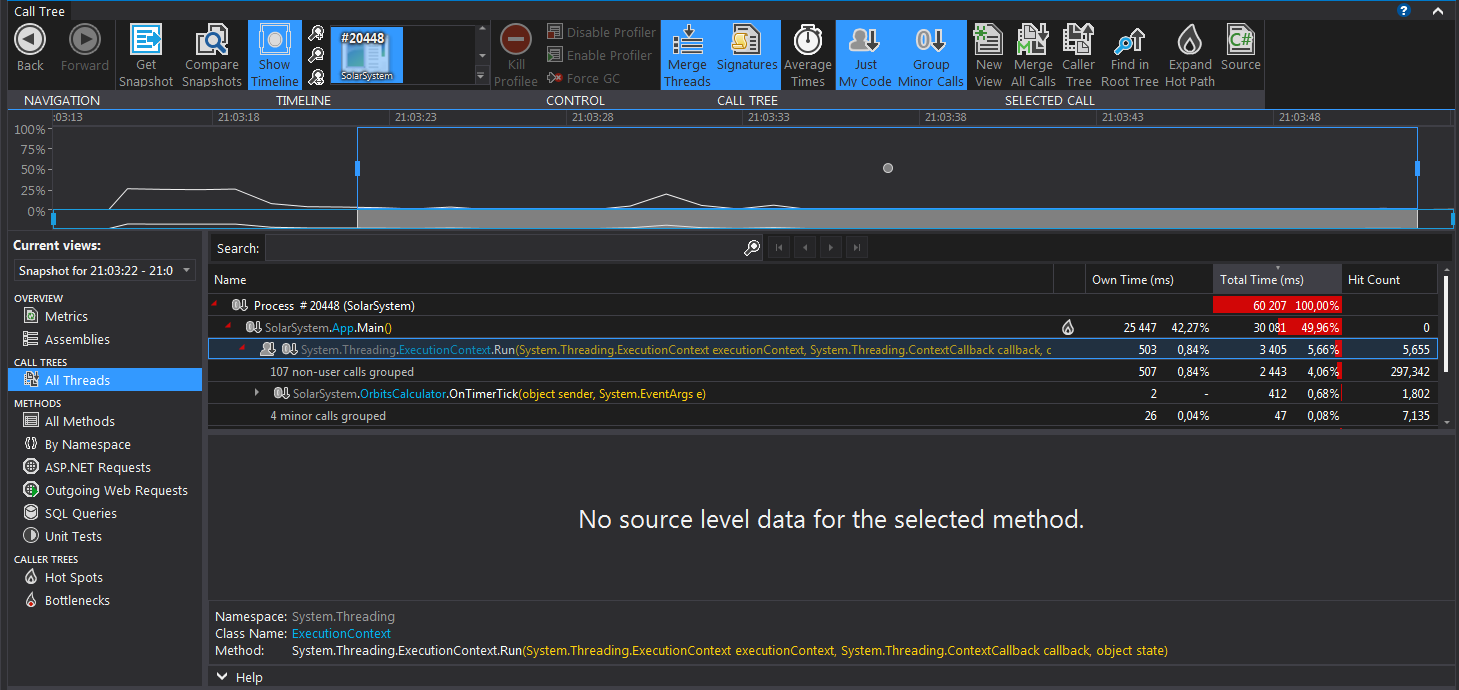 Call Tree
?
Back
Forward
Get Snapshot
Compare Snapshots
Show Timeline
#20448
SolarSystem
Kill Profilee
Disable Profiler
Enable Profiler
Force GC
Merge Threads
Signatures
Average Times
Just My Code
Group Minor Calls
New View
Merge All Calls
Caller Tree
Find in Root Tree
Expand Hot Path
C#
Source
NAVIGATION TIMELINE CONTROL CALL TREE SELECTED CALL
:03:13 21:03:18 21:03:23 21:03:28 21:03:33 21:03:38 21:03:43 21:03:48
100%
75%
50%
25%
0%
Current views:
Snapshot for 21:03:22 - 21:0
OVERVIEW
Metrics
Assemblies
CALL TREES
All Threads
METHODS
All Methods
By Namespace
ASP.NET Requests
Outgoing Web Requests
SQL Queries
Unit Tests
CALLER TREES
Hot Spots
Bottlenecks
Search:
Name Own Time (ms) Total Time (ms) Hit Count
Process #20448 (SolarSystem) 60 207 100,00%
SolarSystem.App.Main() 25 447 42,27% 30 081 49,96% 0
System.Threading.ExecutionContext.Run(System.Threading.ExecutionContext executionContext, System.Threading.ContextCallback callback, c 503 0,84% 3 405 5,66% 5,655
107 non-user calls grouped 507 0,84% 2 443 4,06% 297,342
SolarSystem.OrbitsCalculator.OnTimerTick(object sender, System.EventArgs e) 2 - 412 0,68% 1,802
4 minor calls grouped 26 0,04% 47 0,08% 7,135
No source level data for the selected method.
Namespace: System.Threading
Class Name: ExecutionContext
Method: System.Threading.ExecutionContext.Run(System.Threading.ExecutionContext executionContext, System.Threading.ContextCallback callback, object state)
Help